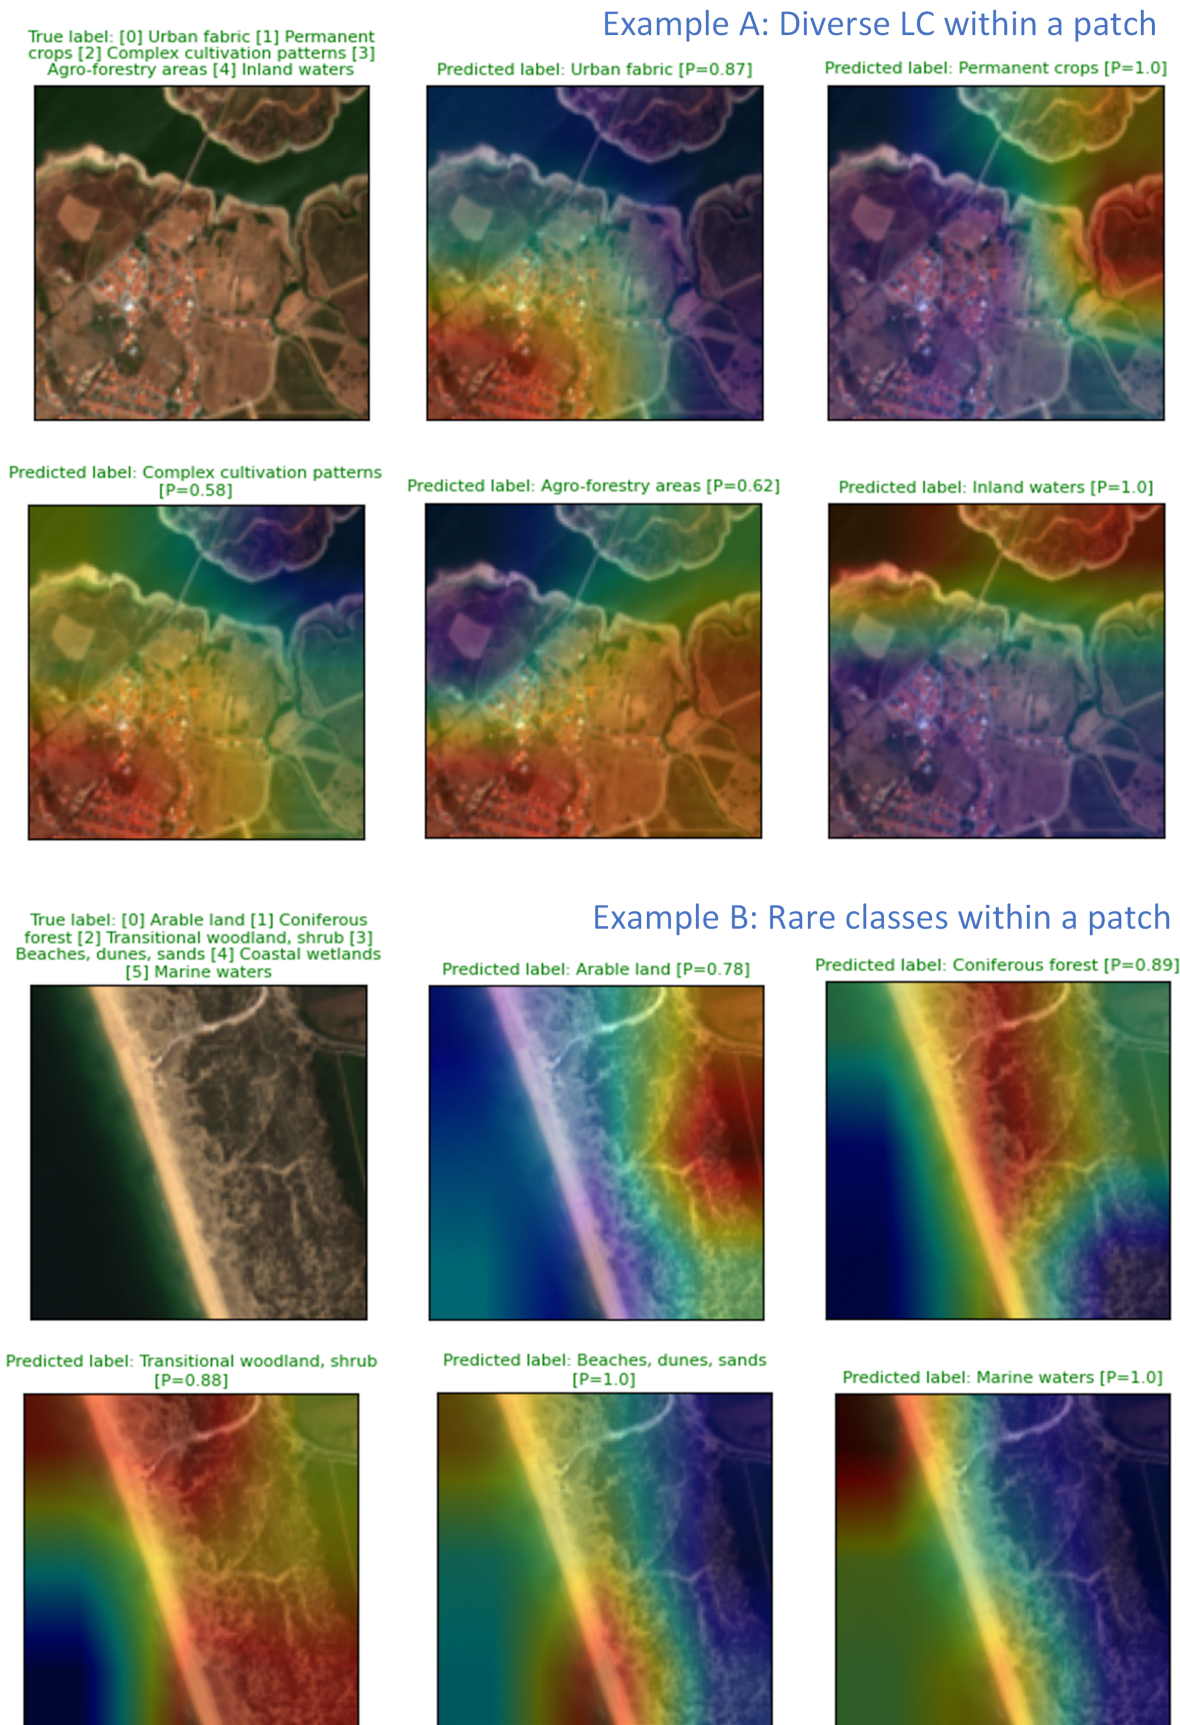 Example A: Diverse LC within a patch
True label: [0] Urban fabric [1] Permanent
crops [2] Complex cultivation patterns [3]
Agro-forestry areas [4] Inland waters
Predicted label: Urban fabric [P=0.87]
Predicted label: Permanent crops [P=1.0]
Predicted label: Complex cultivation patterns
[P=0.58]
Predicted label: Agro-forestry areas [P=0.62]
Predicted label: Inland waters [P=1.0]
Example B: Rare classes within a patch
True label: [0] Arable land [1] Coniferous
forest [2] Transitional woodland, shrub [3]
Beaches, dunes, sands [4] Coastal wetlands
[5] Marine waters
Predicted label: Arable land [P=0.78]
Predicted label: Coniferous forest [P=0.89]
Predicted label: Transitional woodland, shrub
[P=0.88]
Predicted label: Beaches, dunes, sands
[P=1.0]
Predicted label: Marine waters [P=1.0]